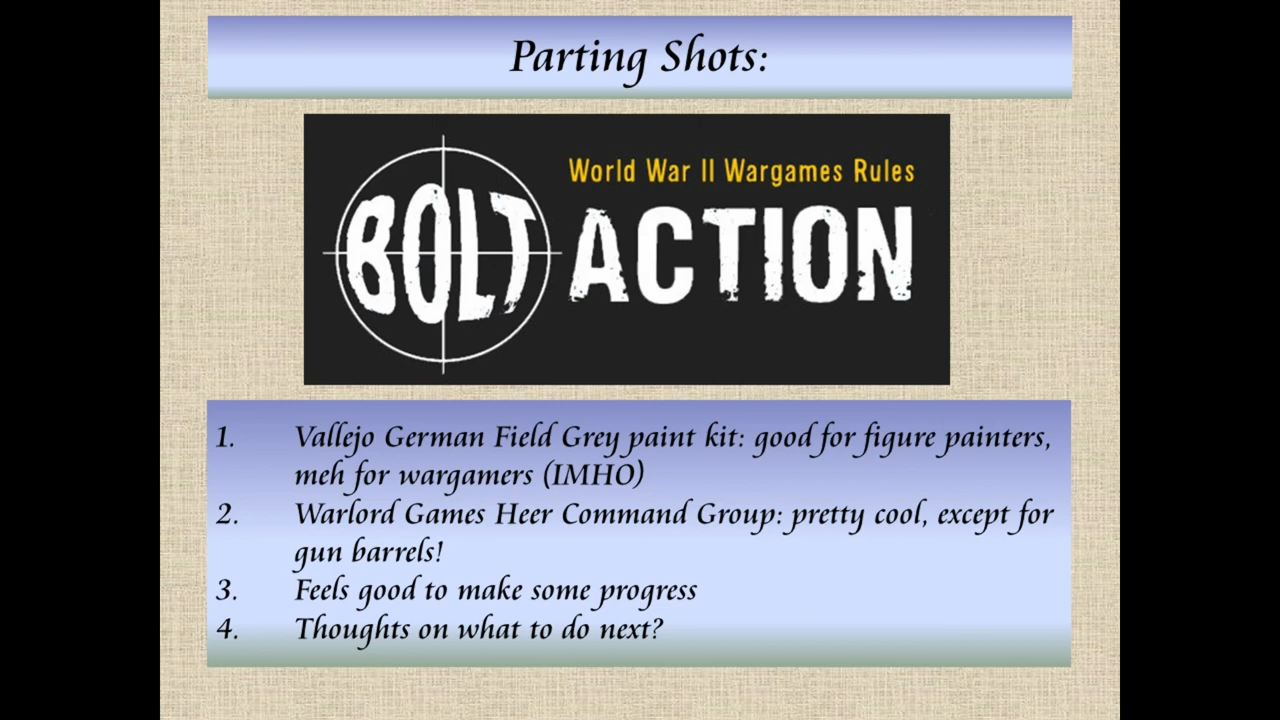 Parting Shots:
World War II Wargames Rules
BOLT ACTION
1. Vallejo German Field Grey paint kit: good for figure painters,
meh for wargamers (IMHO)
2. Warlord Games Heer Command Group: pretty cool, except for
gun barrels!
3. Feels good to make some progress
4. Thoughts on what to do next?